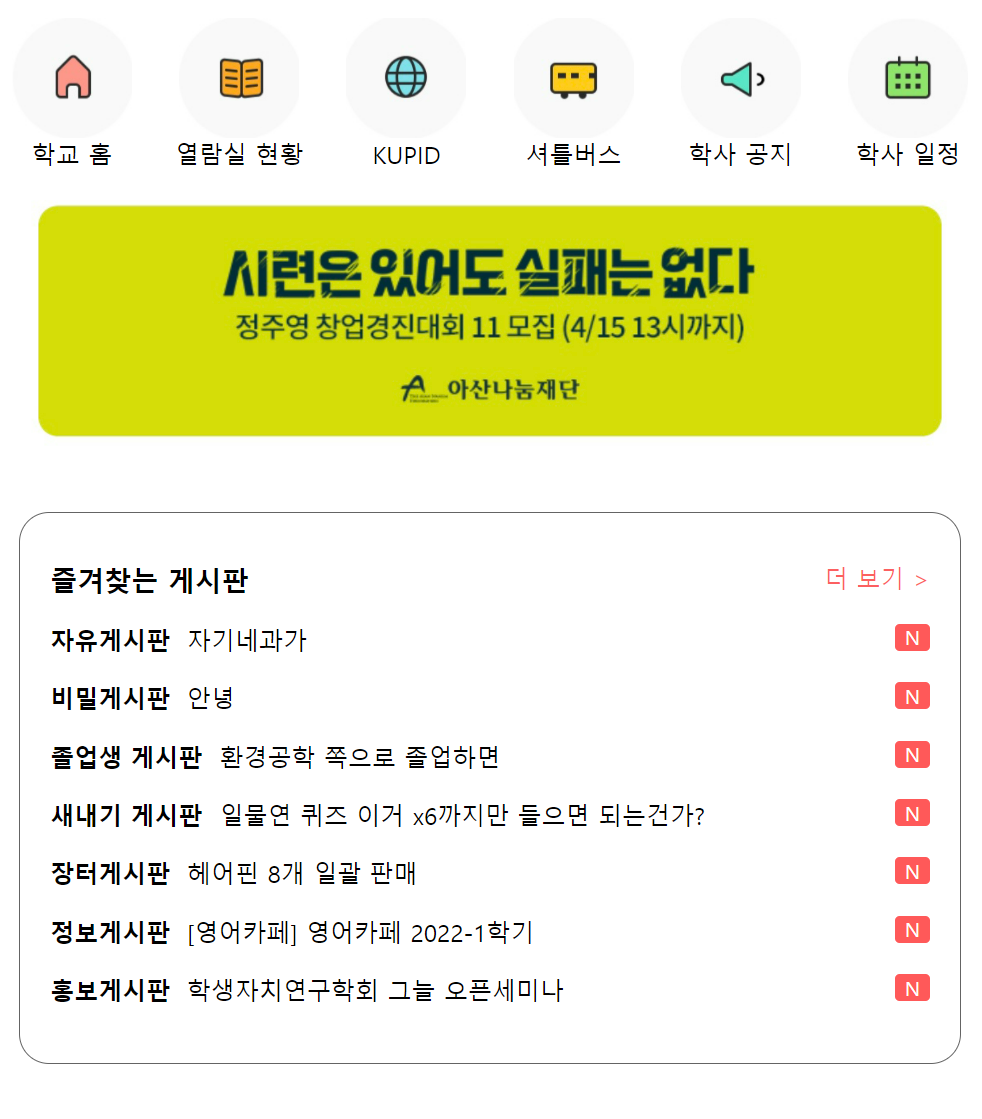 학교 홈 열람실 현황 KUPID 셔틀버스 학사 공지 학사 일정
시련은 있어도 실패는 없다
정주영 창업경진대회 11 모집 (4/15 13시까지)
아산나눔재단
즐겨찾는 게시판 더 보기 >
자유게시판 자기네과가 N
비밀게시판 안녕 N
졸업생 게시판 환경공학 쪽으로 졸업하면 N
새내기 게시판 일물연 퀴즈 이거 x6까지만 들으면 되는건가? N
장터게시판 헤어핀 8개 일괄 판매 N
정보게시판 [영어카페] 영어카페 2022-1학기 N
홍보게시판 학생자치연구학회 그늘 오픈세미나 N